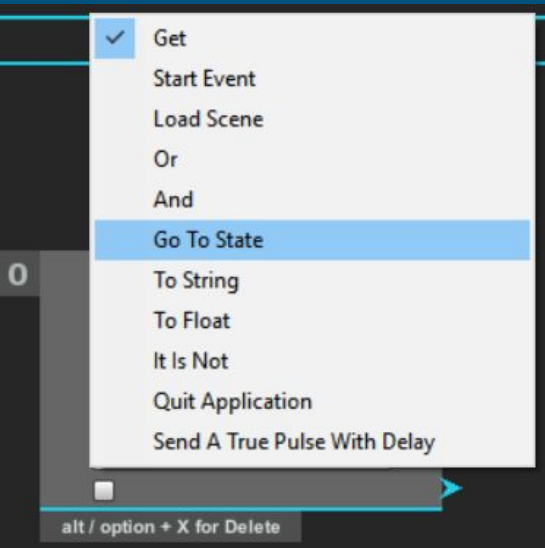 Get
Start Event
Load Scene
Or
And
Go To State
0
To String
To Float
It Is Not
Quit Application
Send A True Pulse With Delay
alt / option + X for Delete